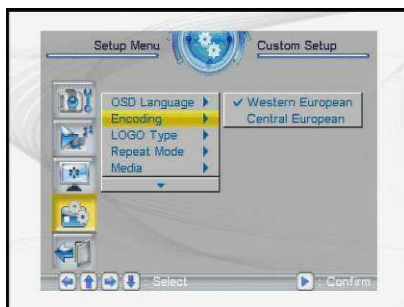 Setup Menu
Custom Setup
OSD Language
Encoding
LOGO Type
Repeat Mode
Media
Western European
Central European
: Select
: Confirm